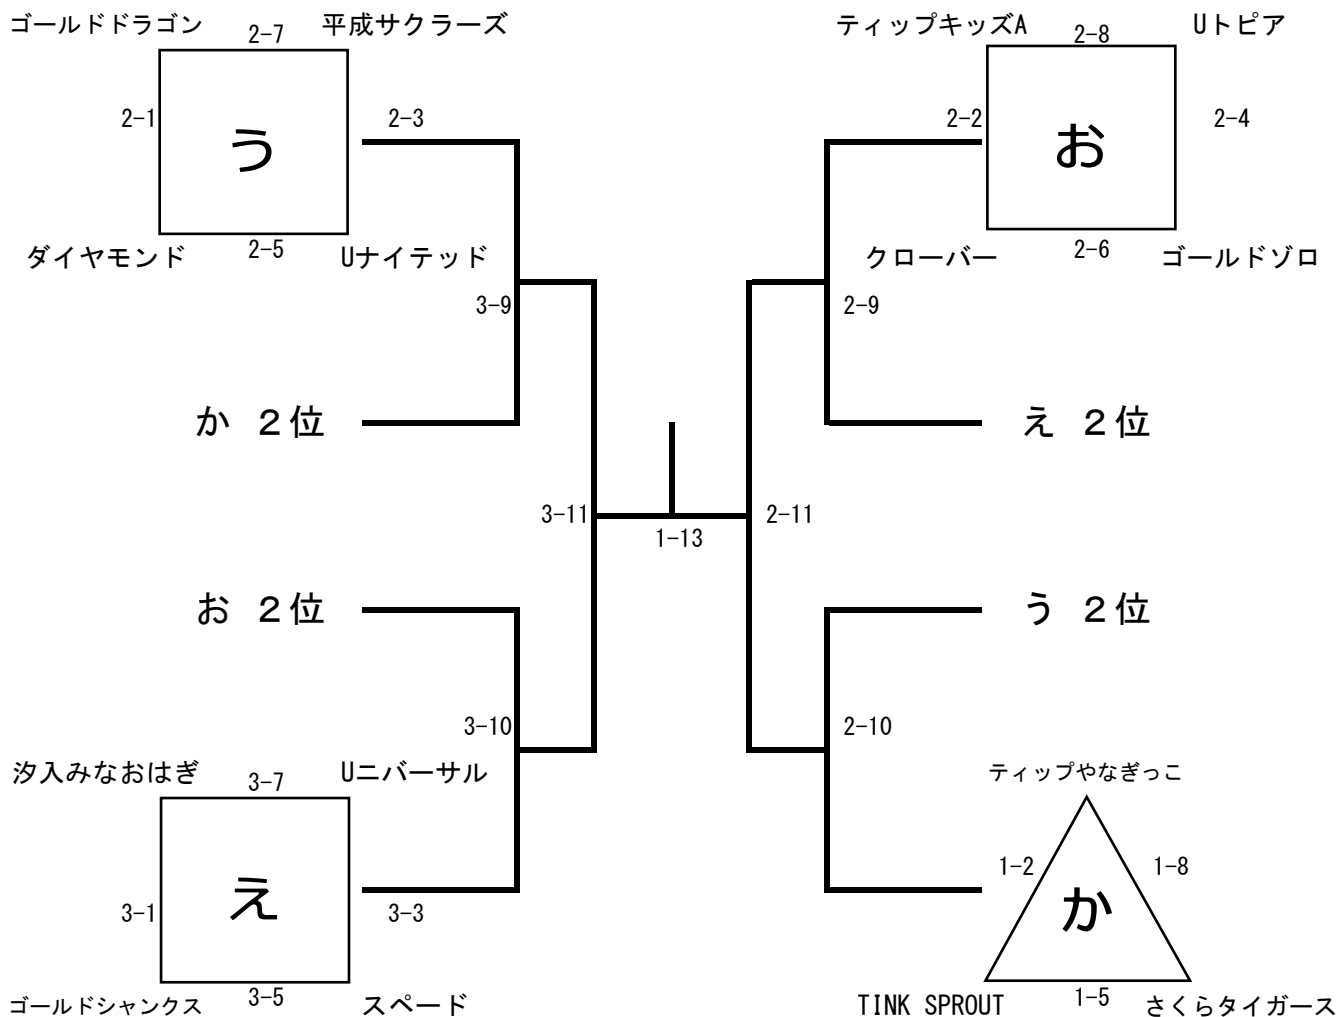 ゴールドドラゴン 2-7 平成サクラーズ
2-1 う 2-3
ダイヤモンド 2-5 Uナイテッド
3-9
か 2位
3-11
お 2位
3-10
汐入みなおはぎ 3-7 Uニバーサル
3-1 え 3-3
ゴールドシャンクス 3-5 スペード
1-13
ティップキッズA 2-8 Uトピア
2-2 お 2-4
クローバー 2-6 ゴールドゾロ
2-9
え 2位
2-11
う 2位
2-10
ティップやなぎっこ
1-2 か 1-8
TINK SPROUT 1-5 さくらタイガース